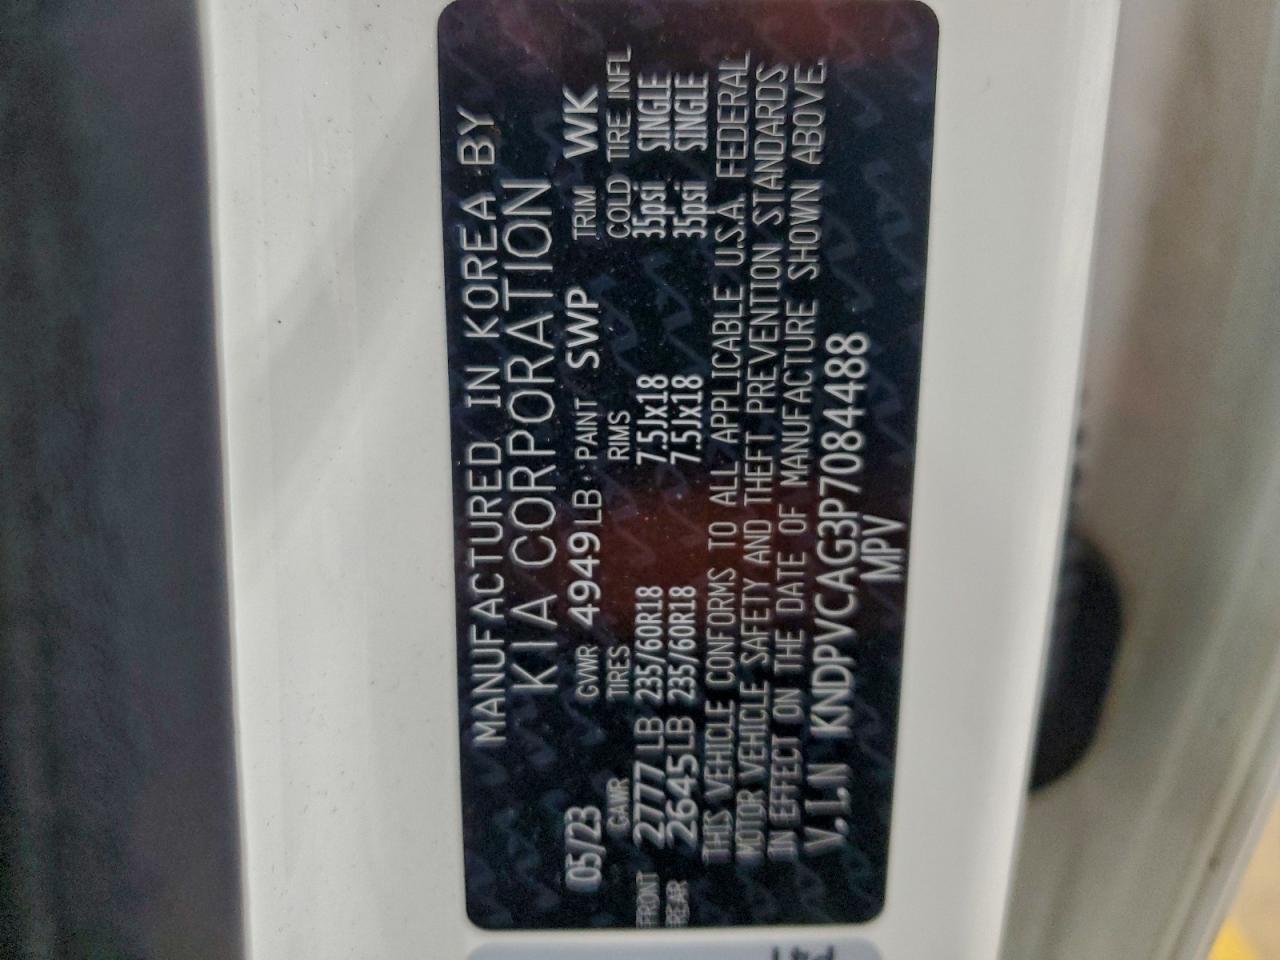 MANUFACTURED IN KOREA BY
KIA CORPORATION
05/23 GVWR 4949LB PAINT SWP TRIM WK
GAWR TIRES RIMS COLD TIRE INFL
FRONT 2777LB 235/60R18 7.5Jx18 35psi SINGLE
REAR 2645LB 235/60R18 7.5Jx18 35psi SINGLE
THIS VEHICLE CONFORMS TO ALL APPLICABLE U.S.A. FEDERAL
MOTOR VEHICLE SAFETY AND THEFT PREVENTION STANDARDS
IN EFFECT ON THE DATE OF MANUFACTURE SHOWN ABOVE.
V.I.N KNDPVCAG3P7084488
MPV